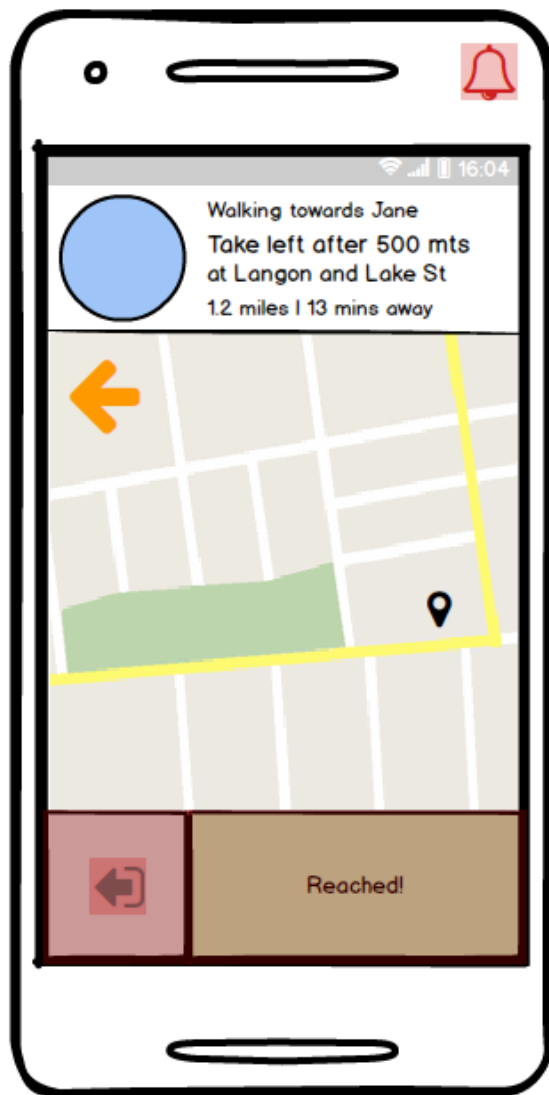 16:04
Walking towards Jane
Take left after 500 mts
at Langon and Lake St
1.2 miles | 13 mins away
Reached!